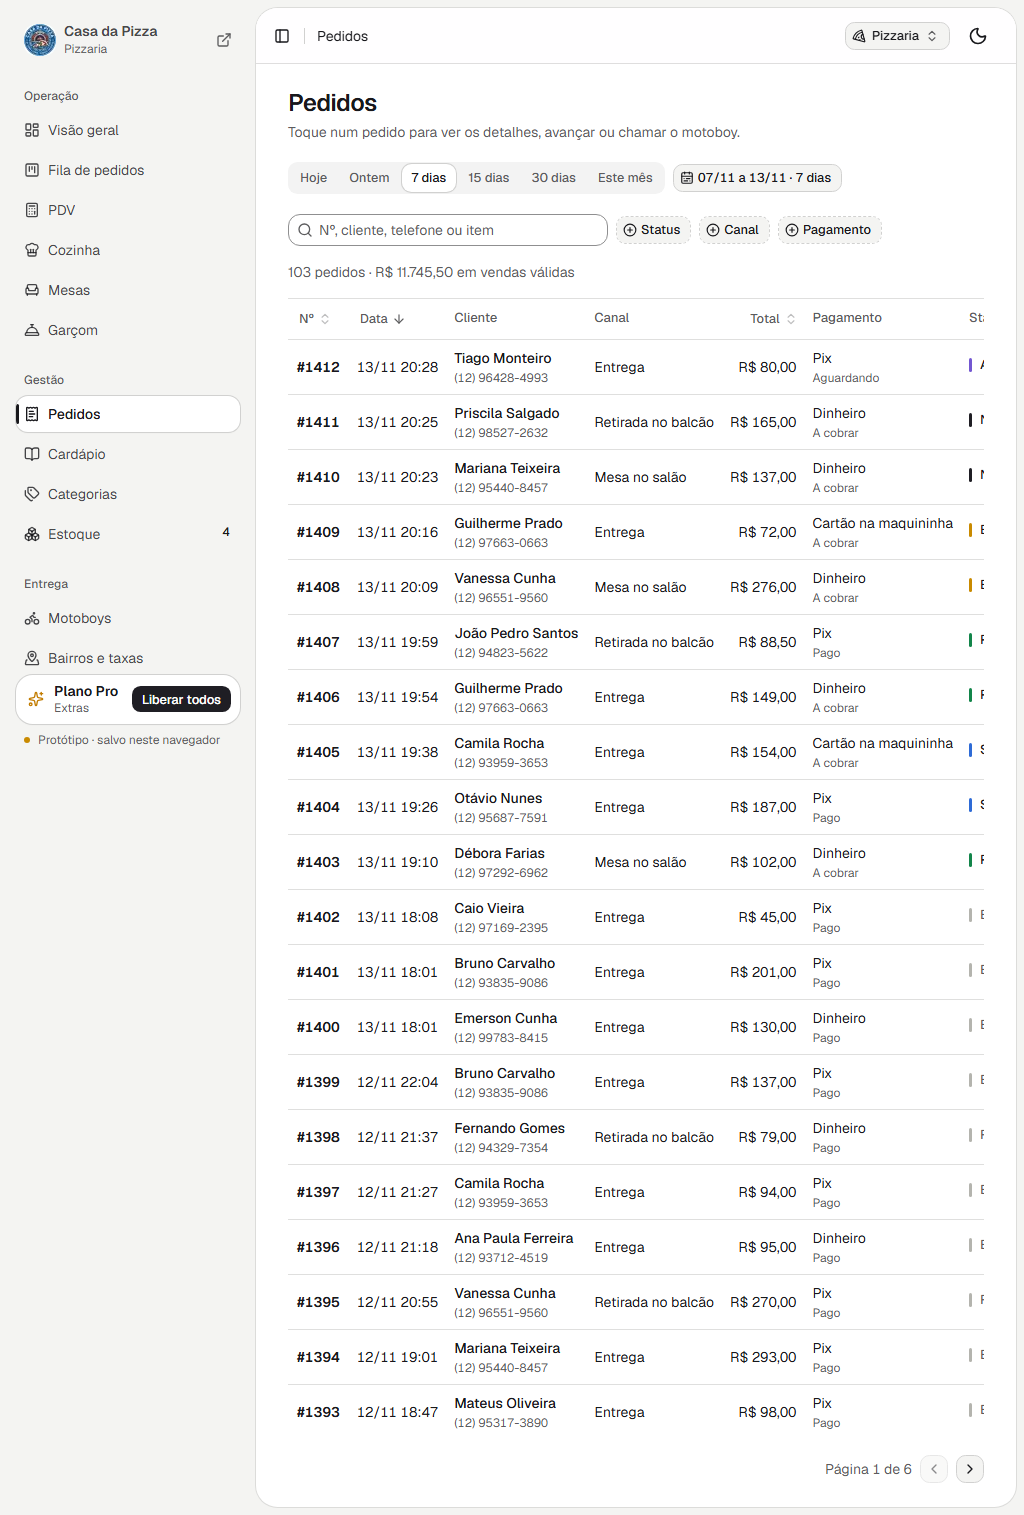 Casa da Pizza
Pizzaria
Operação
Visão geral
Fila de pedidos
PDV
Cozinha
Mesas
Garçom
Gestão
Pedidos
Cardápio
Categorias
Estoque 4
Entrega
Motoboys
Bairros e taxas
Plano Pro
Extras
Liberar todos
Protótipo · salvo neste navegador
Pedidos
Pizzaria
Pedidos
Toque num pedido para ver os detalhes, avançar ou chamar o motoboy.
Hoje Ontem 7 dias 15 dias 30 dias Este mês 07/11 a 13/11 · 7 dias
Nº, cliente, telefone ou item Status Canal Pagamento
103 pedidos · R$ 11.745,50 em vendas válidas
Nº Data Cliente Canal Total Pagamento
#1412 13/11 20:28 Tiago Monteiro Entrega R$ 80,00 Pix
(12) 96428-4993 Aguardando
#1411 13/11 20:25 Priscila Salgado Retirada no balcão R$ 165,00 Dinheiro
(12) 98527-2632 A cobrar
#1410 13/11 20:23 Mariana Teixeira Mesa no salão R$ 137,00 Dinheiro
(12) 95440-8457 A cobrar
#1409 13/11 20:16 Guilherme Prado Entrega R$ 72,00 Cartão na maquininha
(12) 97663-0663 A cobrar
#1408 13/11 20:09 Vanessa Cunha Mesa no salão R$ 276,00 Dinheiro
(12) 96551-9560 A cobrar
#1407 13/11 19:59 João Pedro Santos Retirada no balcão R$ 88,50 Pix
(12) 94823-5622 Pago
#1406 13/11 19:54 Guilherme Prado Entrega R$ 149,00 Dinheiro
(12) 97663-0663 A cobrar
#1405 13/11 19:38 Camila Rocha Entrega R$ 154,00 Cartão na maquininha
(12) 93959-3653 A cobrar
#1404 13/11 19:26 Otávio Nunes Entrega R$ 187,00 Pix
(12) 95687-7591 Pago
#1403 13/11 19:10 Débora Farias Mesa no salão R$ 102,00 Dinheiro
(12) 97292-6962 A cobrar
#1402 13/11 18:08 Caio Vieira Entrega R$ 45,00 Pix
(12) 97169-2395 Pago
#1401 13/11 18:01 Bruno Carvalho Entrega R$ 201,00 Pix
(12) 93835-9086 Pago
#1400 13/11 18:01 Emerson Cunha Entrega R$ 130,00 Dinheiro
(12) 99783-8415 Pago
#1399 12/11 22:04 Bruno Carvalho Entrega R$ 137,00 Pix
(12) 93835-9086 Pago
#1398 12/11 21:37 Fernando Gomes Retirada no balcão R$ 79,00 Dinheiro
(12) 94329-7354 Pago
#1397 12/11 21:27 Camila Rocha Entrega R$ 94,00 Pix
(12) 93959-3653 Pago
#1396 12/11 21:18 Ana Paula Ferreira Entrega R$ 95,00 Dinheiro
(12) 93712-4519 Pago
#1395 12/11 20:55 Vanessa Cunha Retirada no balcão R$ 270,00 Pix
(12) 96551-9560 Pago
#1394 12/11 19:01 Mariana Teixeira Entrega R$ 293,00 Pix
(12) 95440-8457 Pago
#1393 12/11 18:47 Mateus Oliveira Entrega R$ 98,00 Pix
(12) 95317-3890 Pago
Página 1 de 6